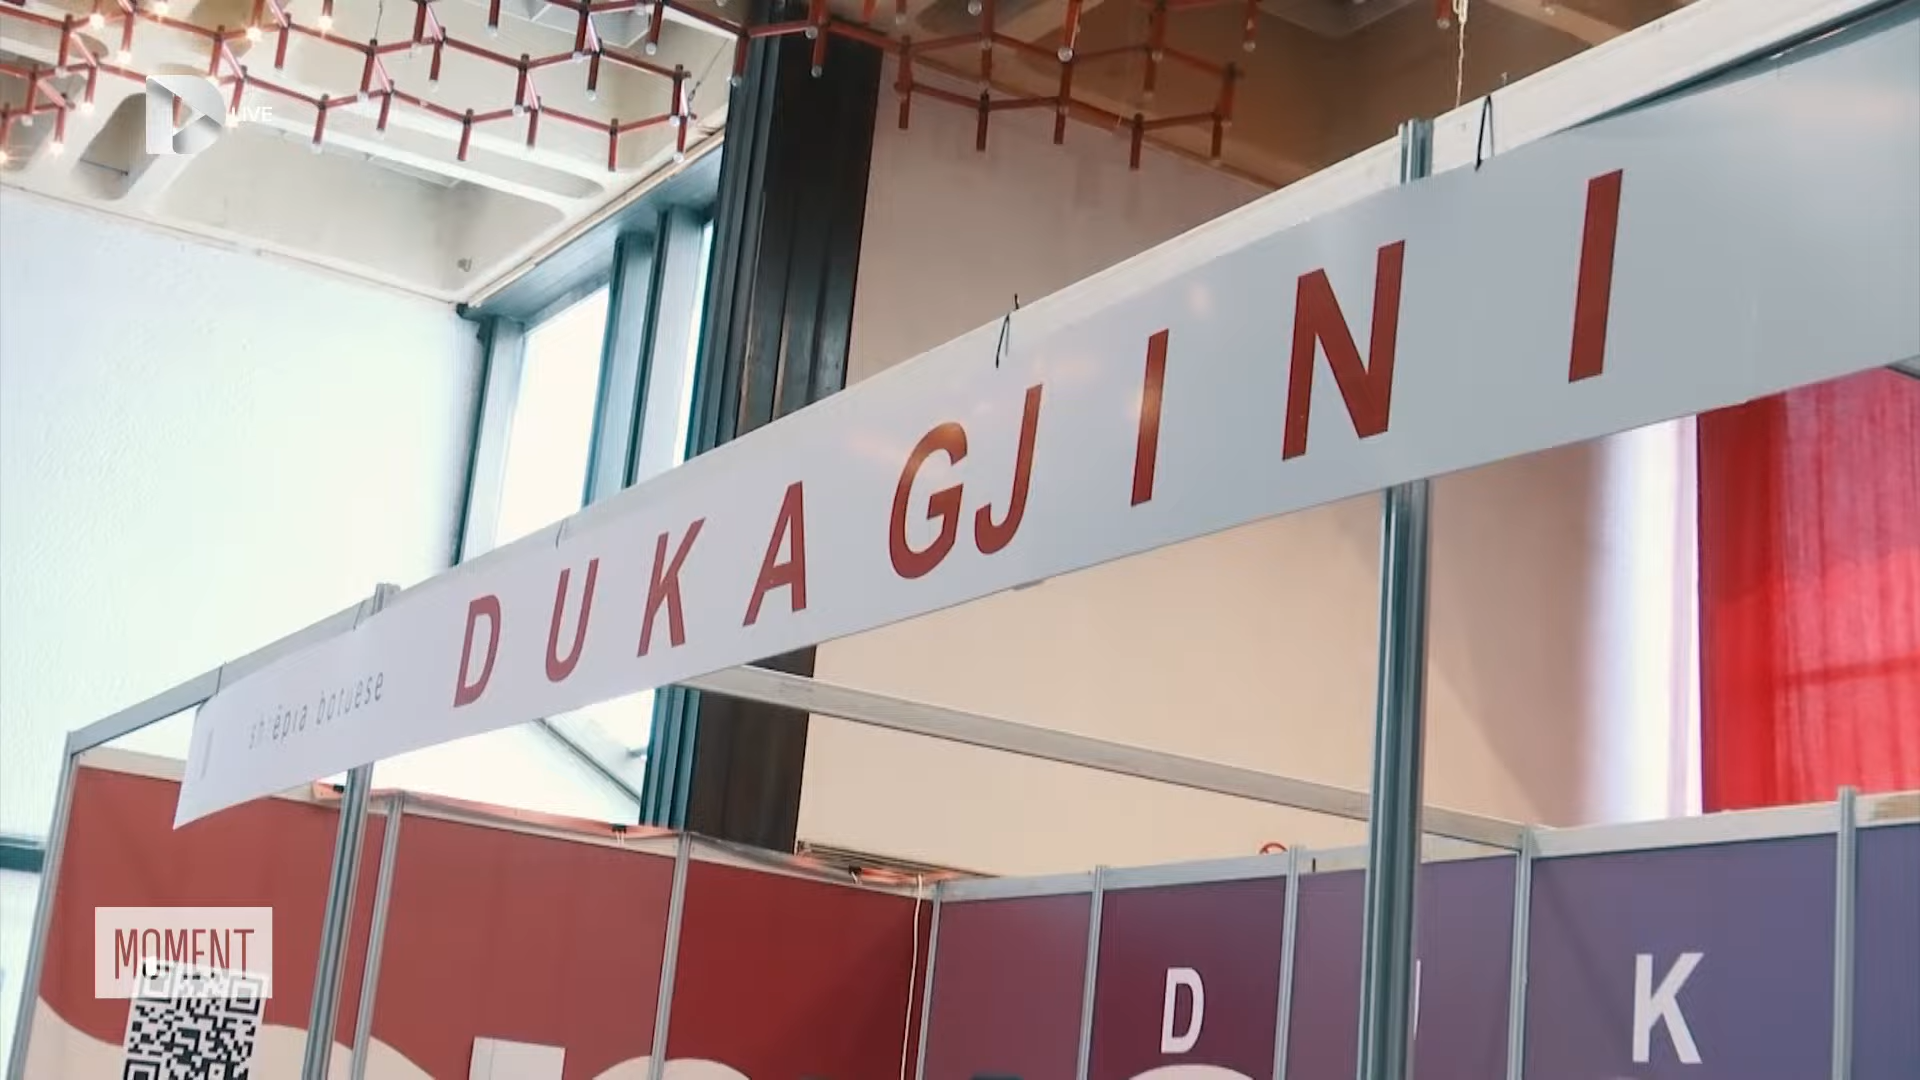 LIVE
shtëpia botuese
DUKAGJINI
MOMENT
D
K